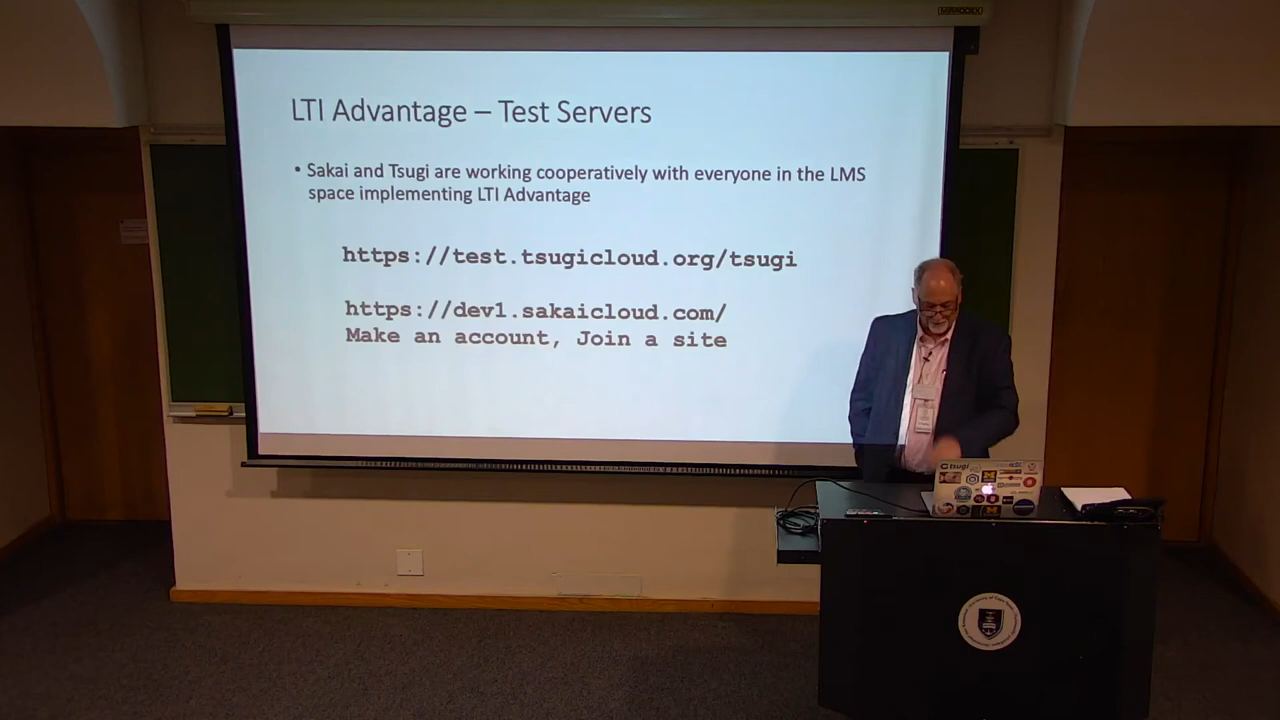 LTI Advantage – Test Servers
• Sakai and Tsugi are working cooperatively with everyone in the LMS
space implementing LTI Advantage
https://test.tsugicloud.org/tsugi
https://dev1.sakaicloud.com/
Make an account, Join a site
tsugi